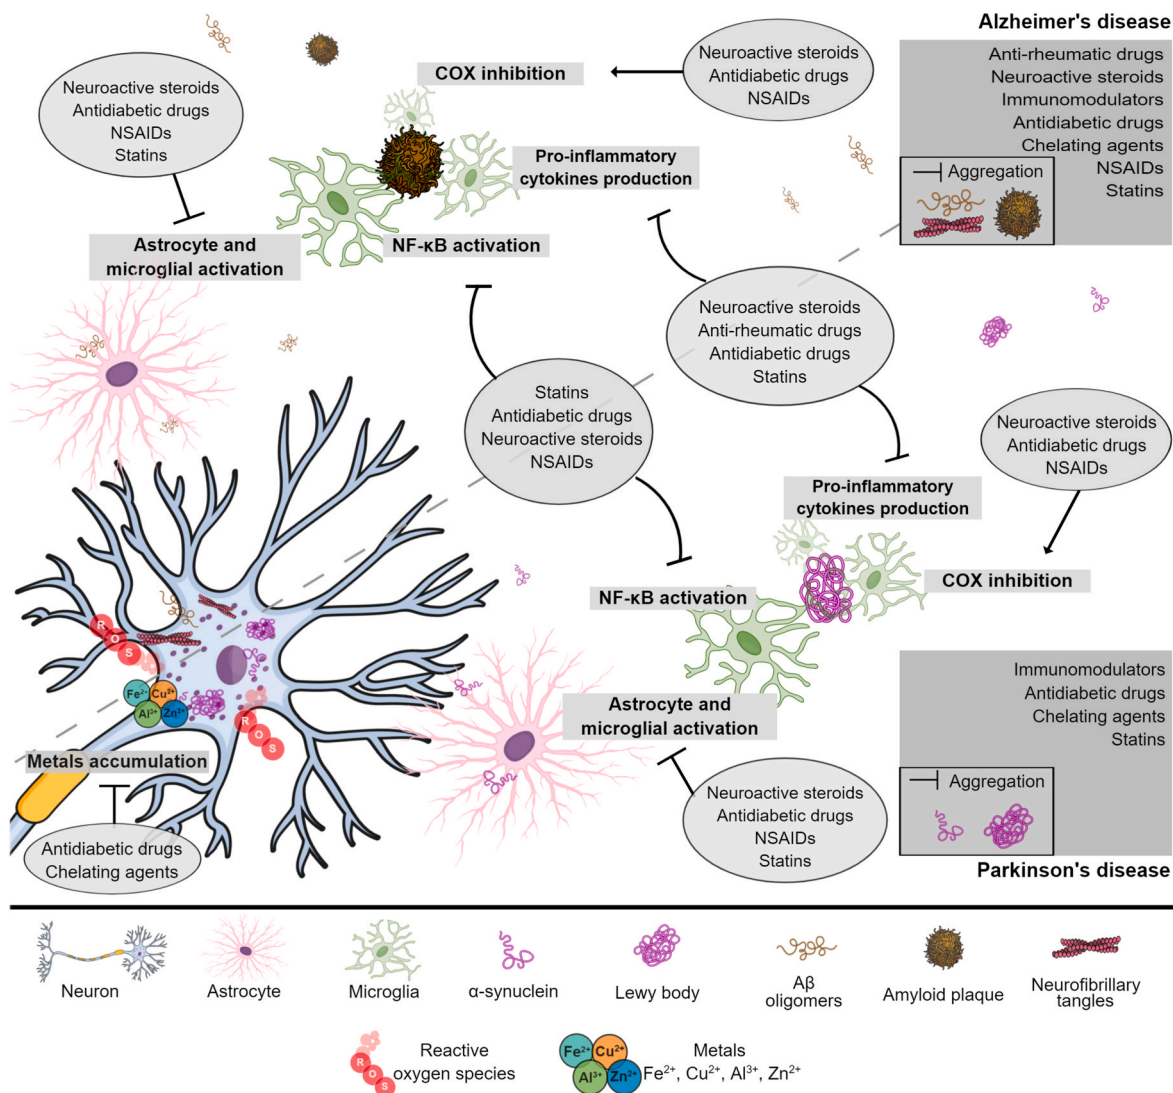 Alzheimer's disease
Anti-rheumatic drugs
Neuroactive steroids
Immunomodulators
Antidiabetic drugs
Chelating agents
NSAIDs
Statins
Aggregation
Neuroactive steroids
Antidiabetic drugs
NSAIDs
Statins
COX inhibition
Neuroactive steroids
Antidiabetic drugs
NSAIDs
Pro-inflammatory
cytokines production
Astrocyte and
microglial activation
NF-κB activation
Neuroactive steroids
Anti-rheumatic drugs
Antidiabetic drugs
Statins
Statins
Antidiabetic drugs
Neuroactive steroids
NSAIDs
Neuroactive steroids
Antidiabetic drugs
NSAIDs
Pro-inflammatory
cytokines production
NF-κB activation
COX inhibition
R
O
S
Fe²⁺
Cu²⁺
Al³⁺
Zn²⁺
R
O
S
Astrocyte and
microglial activation
Metals accumulation
Antidiabetic drugs
Chelating agents
Neuroactive steroids
Antidiabetic drugs
NSAIDs
Statins
Immunomodulators
Antidiabetic drugs
Chelating agents
Statins
Aggregation
Parkinson's disease
Neuron
Astrocyte
Microglia
α-synuclein
Lewy body
Aβ
oligomers
Amyloid plaque
Neurofibrillary
tangles
R
O
S
Reactive
oxygen species
Fe²⁺
Cu²⁺
Al³⁺
Zn²⁺
Metals
Fe²⁺, Cu²⁺, Al³⁺, Zn²⁺